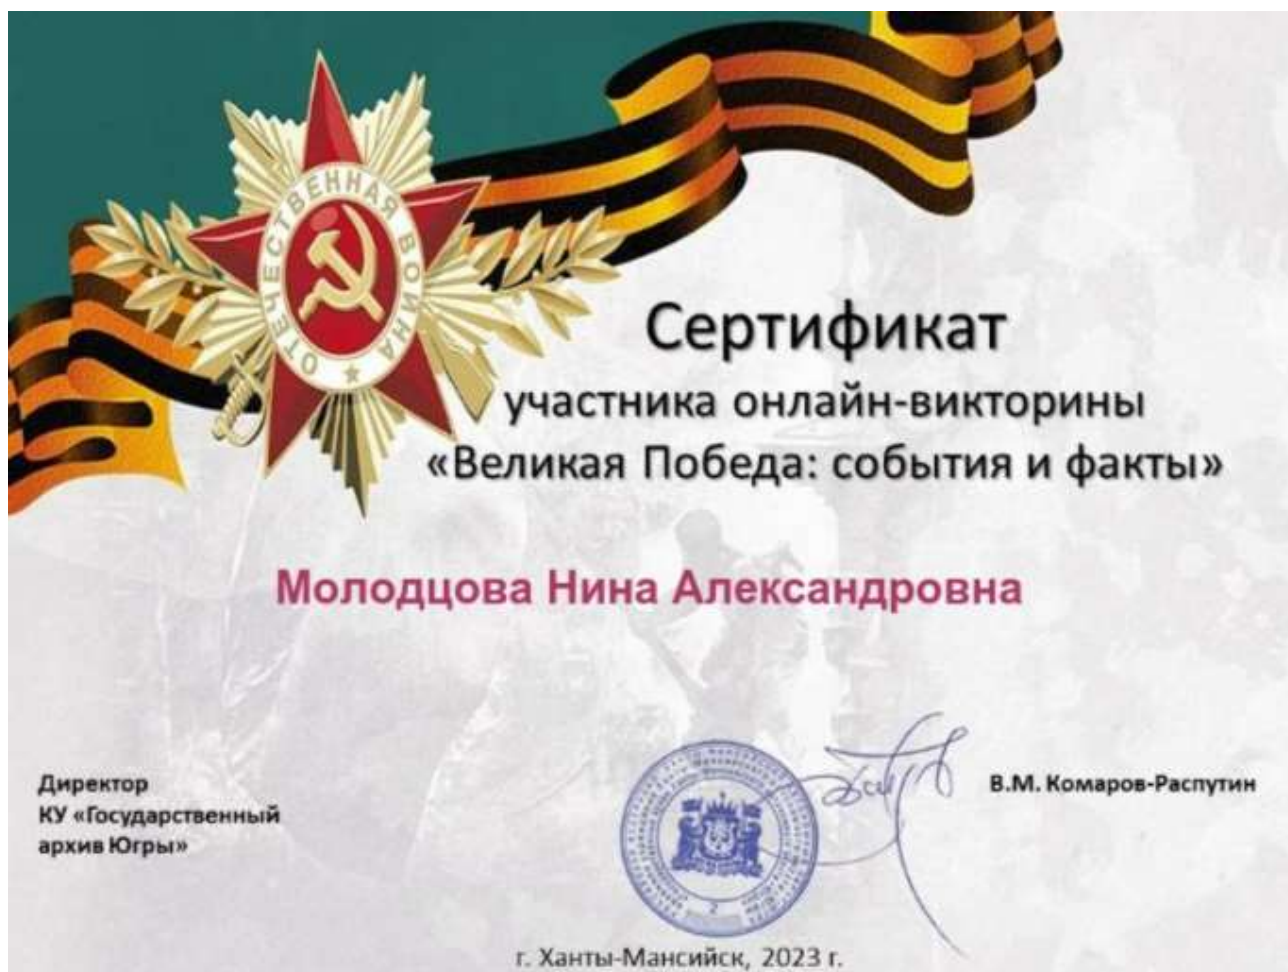 ОТЕЧЕСТВЕННАЯ ВОЙНА
Сертификат
участника онлайн-викторины
«Великая Победа: события и факты»
Молодцова Нина Александровна
Директор
КУ «Государственный
архив Югры»
В.М. Комаров-Распутин
2
г. Ханты-Мансийск, 2023 г.